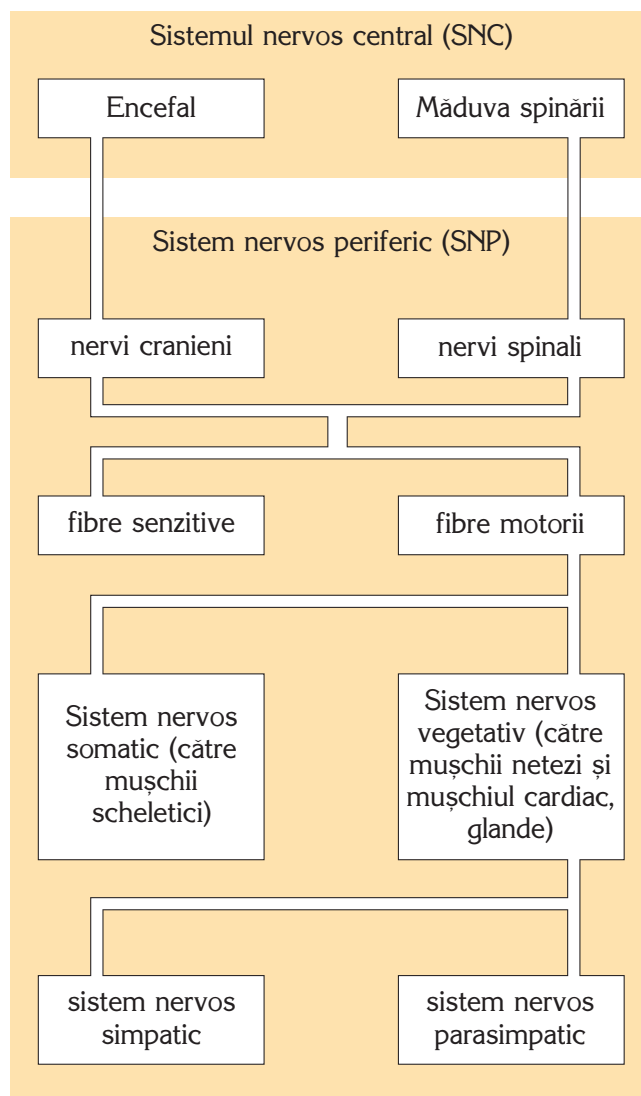 Sistemul nervos central (SNC)
Encefal
Măduva spinării
Sistem nervos periferic (SNP)
nervi cranieni
nervi spinali
fibre senzitive
fibre motorii
Sistem nervos
somatic (către
mușchii
scheletici)
Sistem nervos
vegetativ (către
mușchii netezi și
mușchiul cardiac,
glande)
sistem nervos
simpatic
sistem nervos
parasimpatic